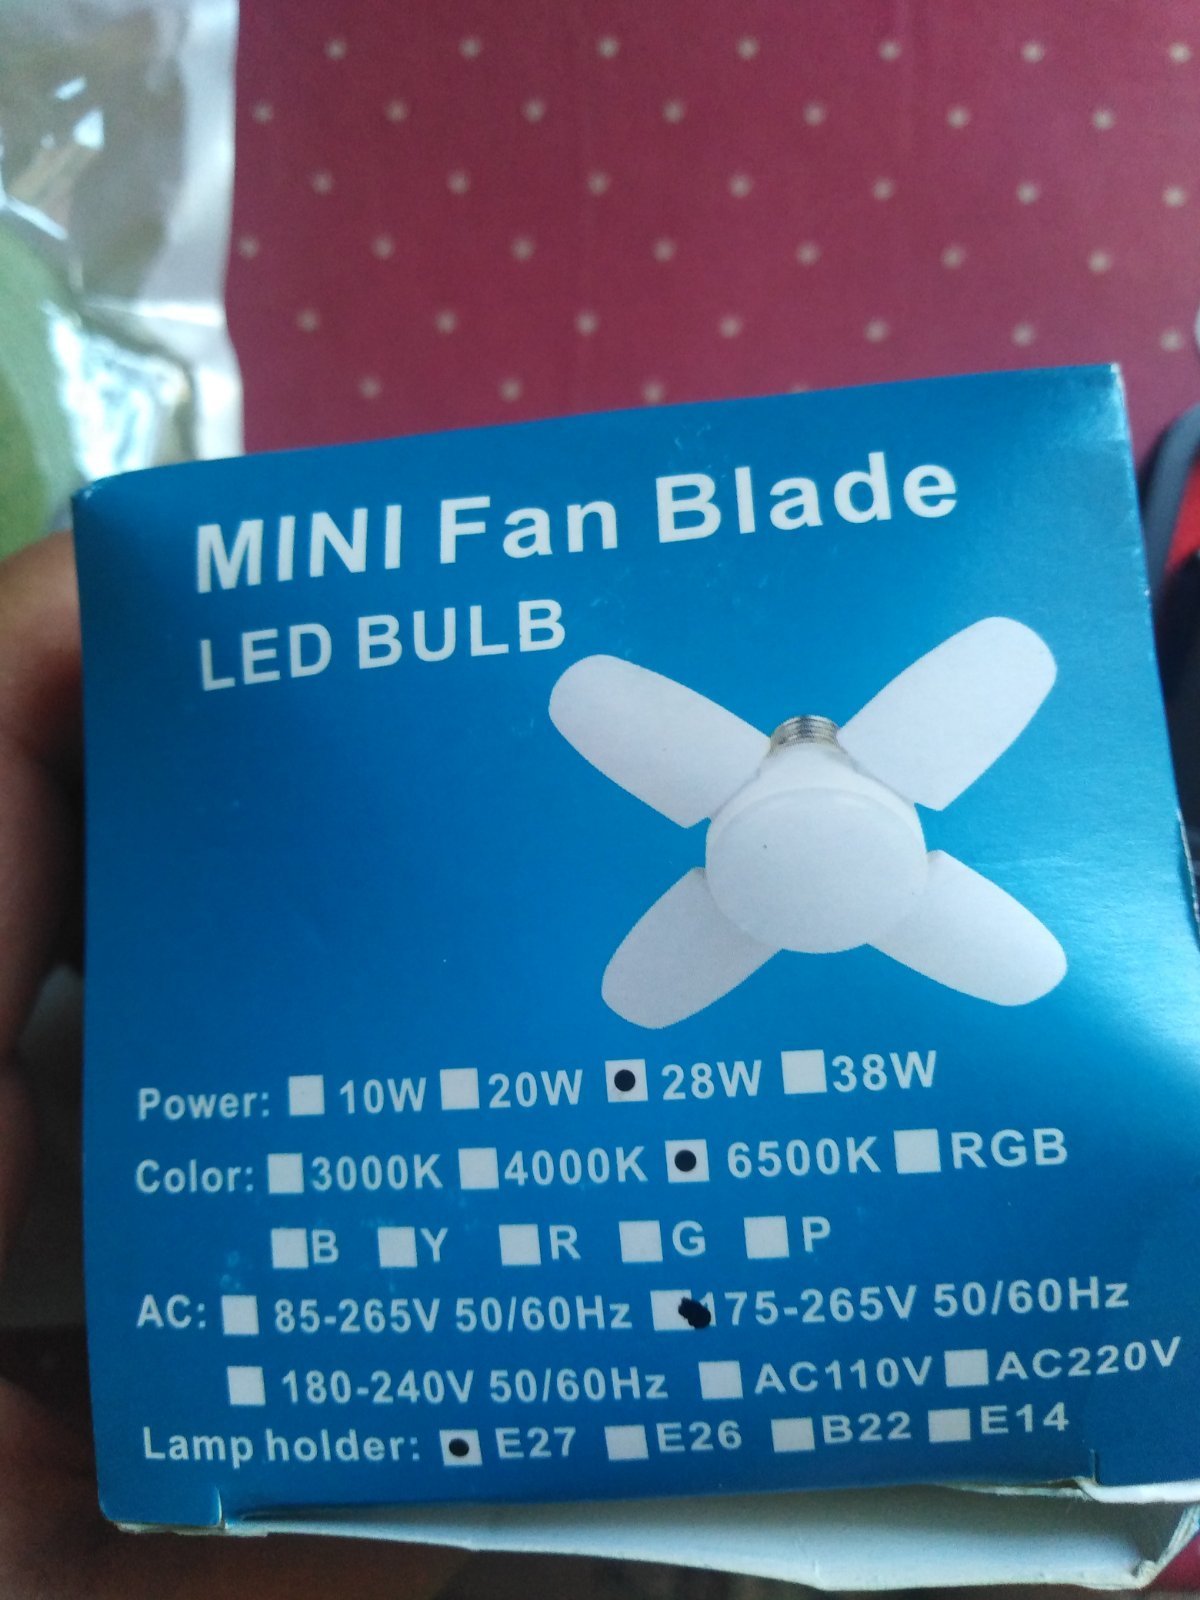 MINI Fan Blade
LED BULB
Power: 10W 20W 28W 38W
Color: 3000K 4000K 6500K RGB
B Y R G P
AC: 85-265V 50/60Hz 175-265V 50/60Hz
180-240V 50/60Hz AC110V AC220V
Lamp holder: E27 E26 B22 E14